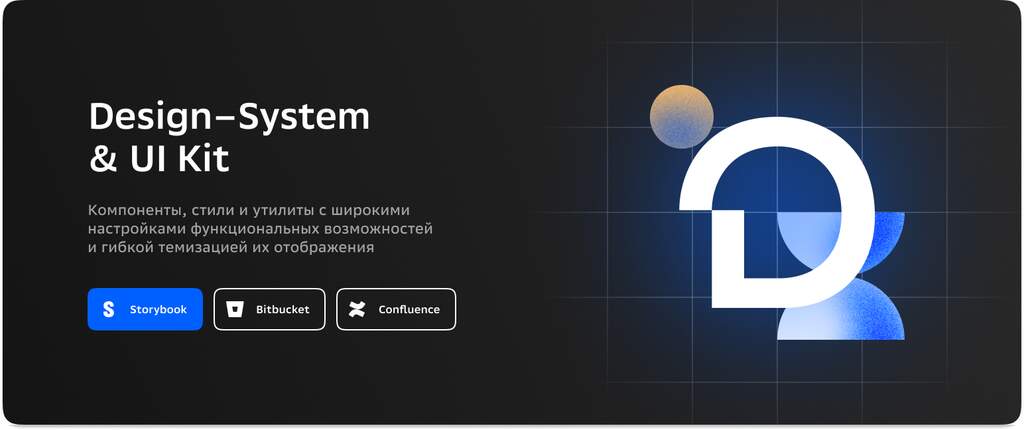 Design–System
& UI Kit
Компоненты, стили и утилиты с широкими
настройками функциональных возможностей
и гибкой темизацией их отображения
Storybook
Bitbucket
Confluence